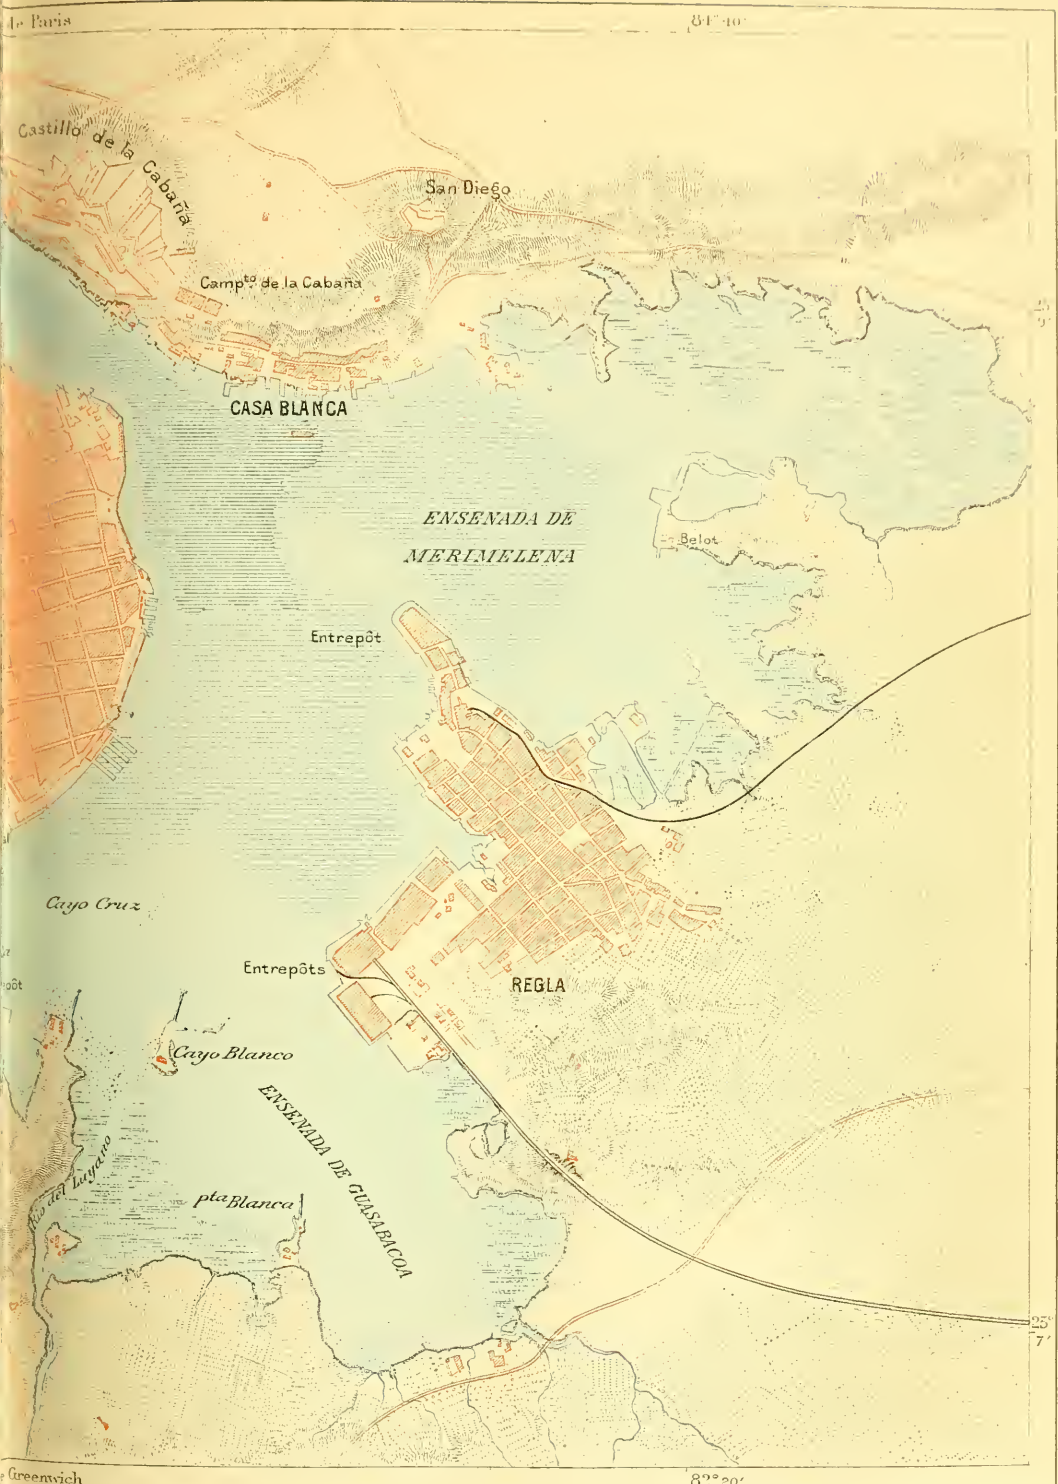 de Paris
84° 40'
Castillo de la Cabaña
San Diego
Campto. de la Cabaña
CASA BLANCA
ENSENADA DE
MERIMELENA
Belot
Entrepôt
Cayo Cruz
Entrepôts
REGLA
Cayo Blanco
ENSENADA DE GUASABACOA
Rio del Luyano
pta Blanca
25°
7'
Greenwich
82° 20'